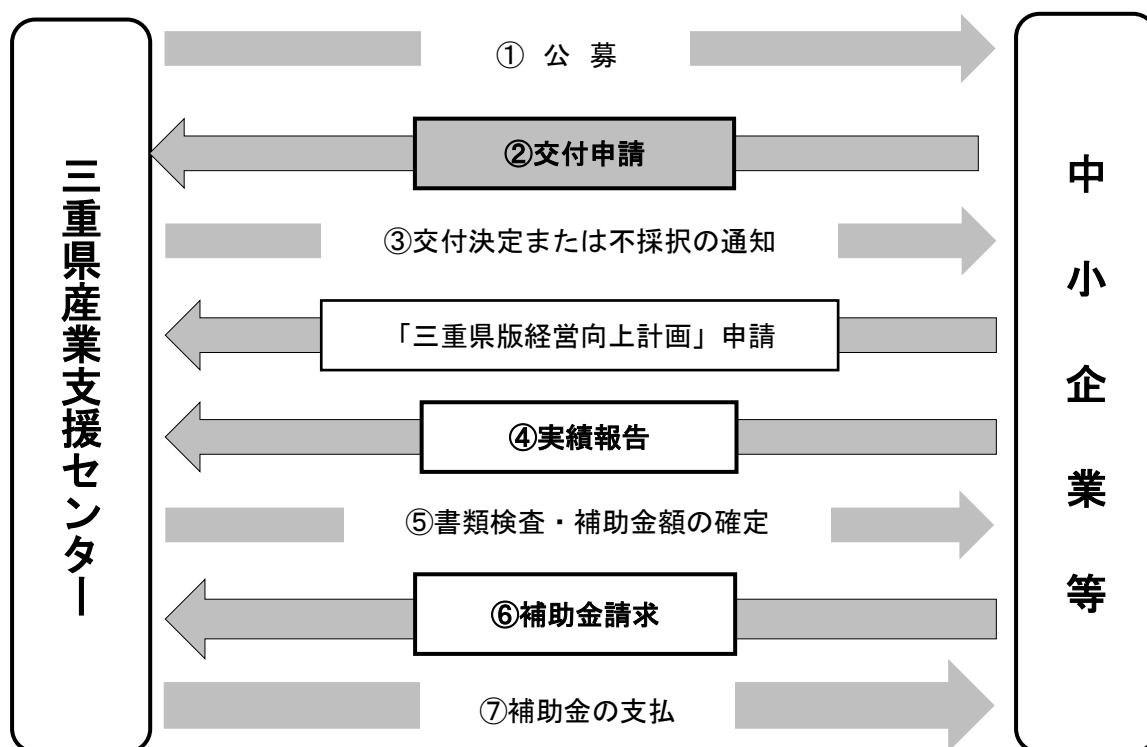 三重県産業支援センター
① 公 募
②交付申請
③交付決定または不採択の通知
「三重県版経営向上計画」申請
④実績報告
⑤書類検査・補助金額の確定
⑥補助金請求
⑦補助金の支払
中小企業等